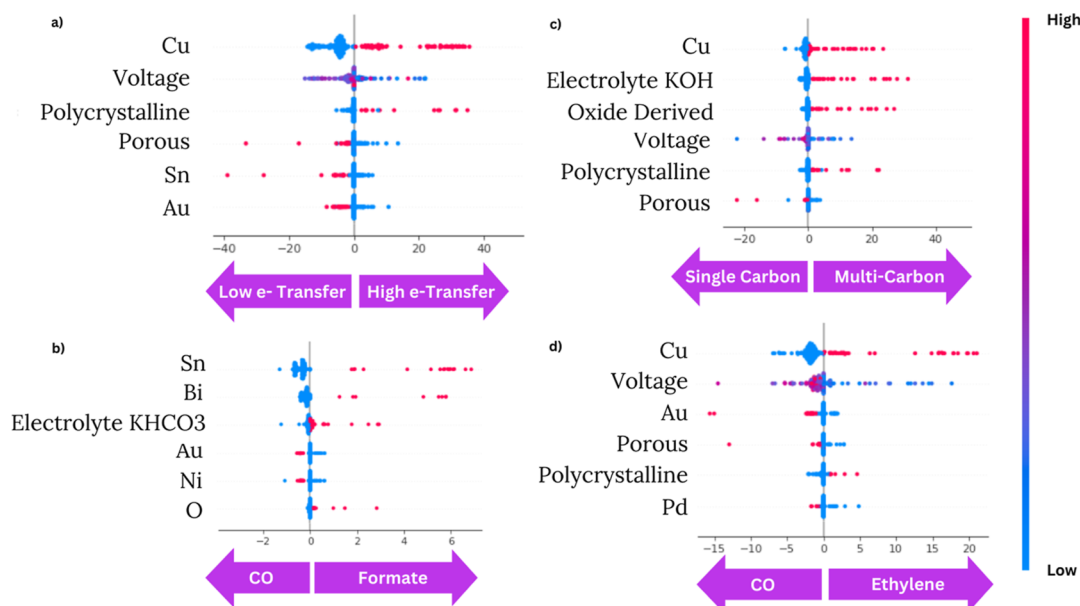 a)
Cu
Voltage
Polycrystalline
Porous
Sn
Au
−40 −20 0 20 40
Low e- Transfer High e-Transfer
b)
Sn
Bi
Electrolyte KHCO3
Au
Ni
O
−2 0 2 4 6
CO Formate
c)
Cu
Electrolyte KOH
Oxide Derived
Voltage
Polycrystalline
Porous
−20 0 20 40
Single Carbon Multi-Carbon
d)
Cu
Voltage
Au
Porous
Polycrystalline
Pd
−15 −10 −5 0 5 10 15 20
CO Ethylene
High
Low